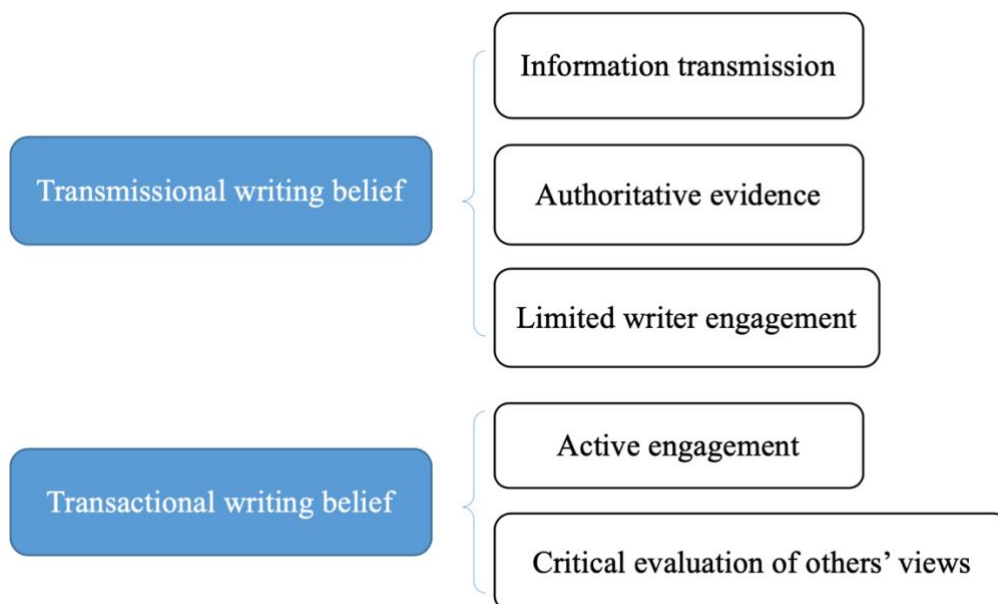 Transmissional writing belief
Information transmission
Authoritative evidence
Limited writer engagement
Transactional writing belief
Active engagement
Critical evaluation of others’ views